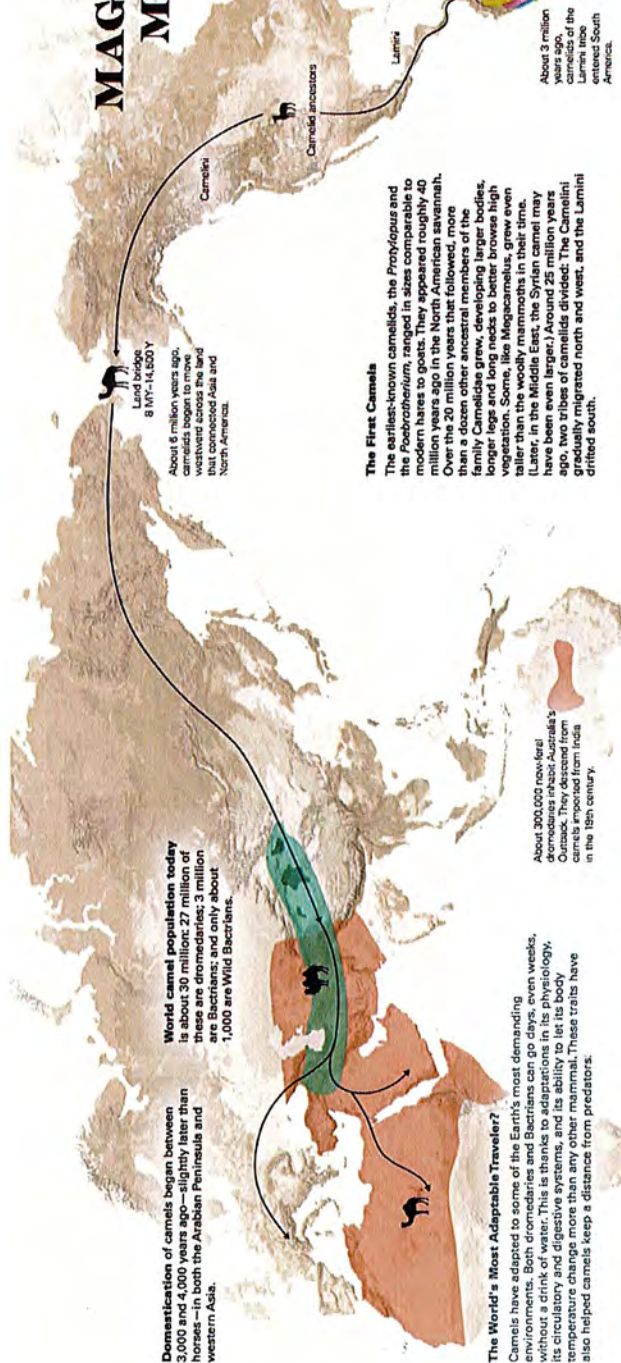 MAG
M
Domestication of camels began between
3,000 and 4,000 years ago—slightly later than
horses—in both the Arabian Peninsula and
western Asia.
World camel population today
is about 30 million: 27 million of
these are dromedaries; 3 million
are Bactrians; and only about
1,000 are Wild Bactrians.
Land bridge
8 MY–14,500 Y
About 6 million years ago,
camelids began to move
westward across the land
that connected Asia and
North America.
Camelini
Camelid ancestors
Lamini
About 3 million
years ago,
camelids of the
Lamini tribe
entered South
America.
The First Camels
The earliest-known camelids, the Protylopus and
the Poebrotherium, ranged in sizes comparable to
modern hares to goats. They appeared roughly 40
million years ago in the North American savannah.
Over the 20 million years that followed, more
than a dozen other ancestral members of the
family Camelidae grew, developing larger bodies,
longer legs and long necks to better browse high
vegetation. Some, like Megacamelus, grew even
taller than the woolly mammoths in their time.
(Later, in the Middle East, the Syrian camel may
have been even larger.) Around 25 million years
ago, two tribes of camelids divided: The Camelini
gradually migrated north and west, and the Lamini
drifted south.
About 300,000 now-feral
dromedaries inhabit Australia's
Outback. They descend from
camels imported from India
in the 19th century.
The World's Most Adaptable Traveler?
Camels have adapted to some of the Earth's most demanding
environments. Both dromedaries and Bactrians can go days, even weeks,
without a drink of water. This is thanks to adaptations in its physiology,
its circulatory and digestive systems, and its ability to let its body
temperature change more than any other mammal. These traits have
also helped camels keep a distance from predators.